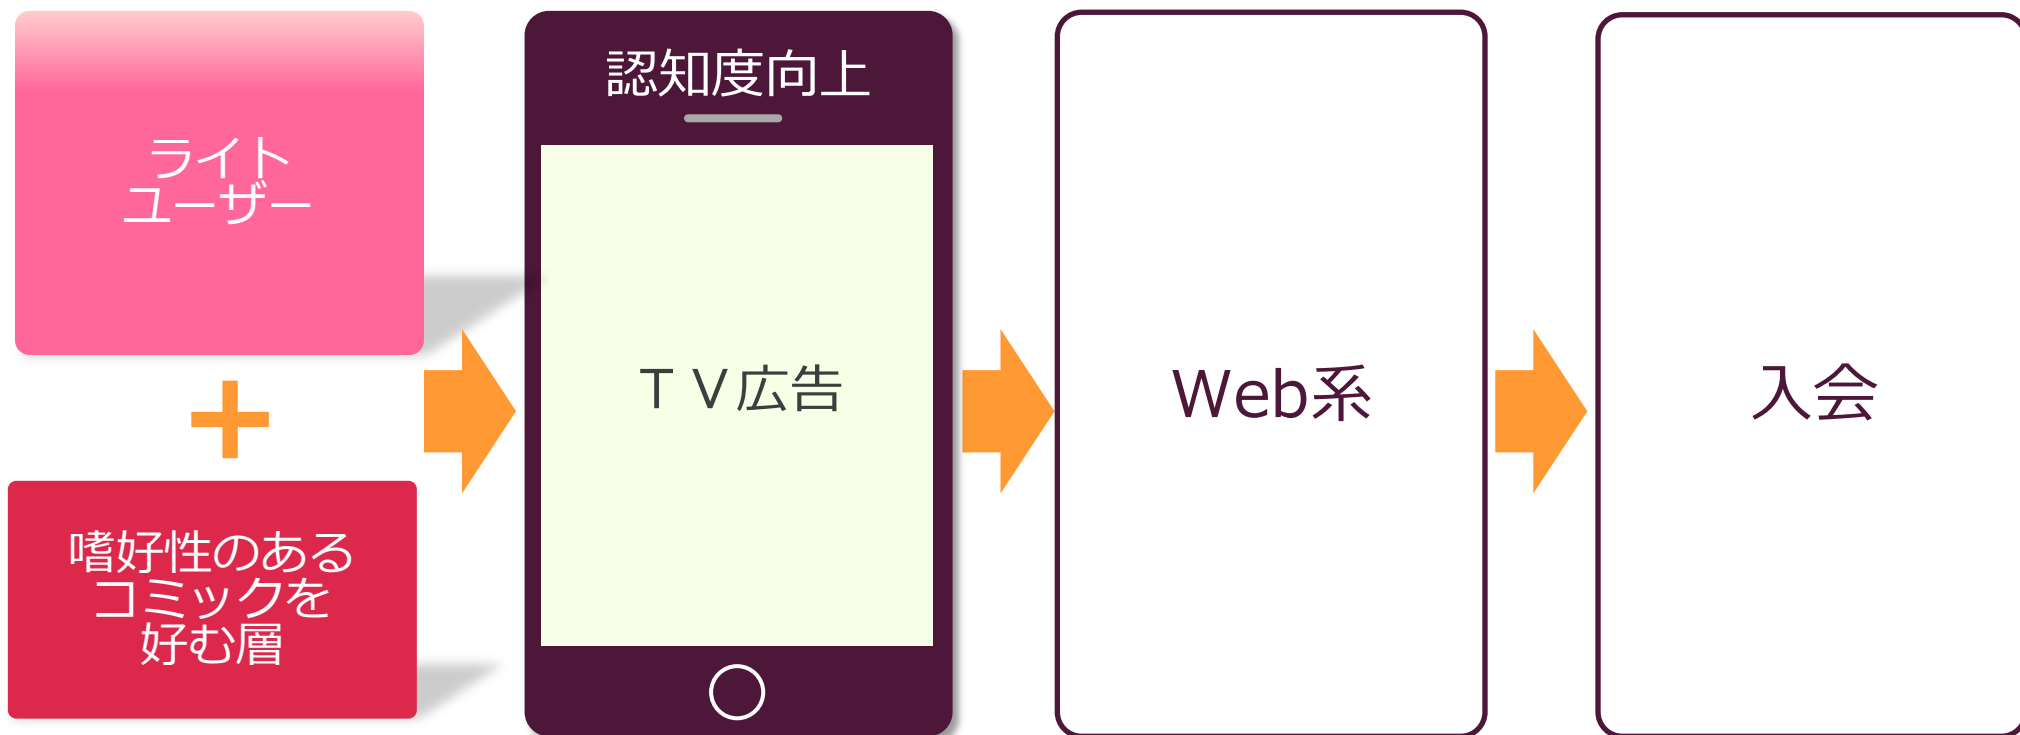 ライト
ユーザー
+
嗜好性のある
コミックを
好む層
認知度向上
ＴＶ広告
Web系
入会